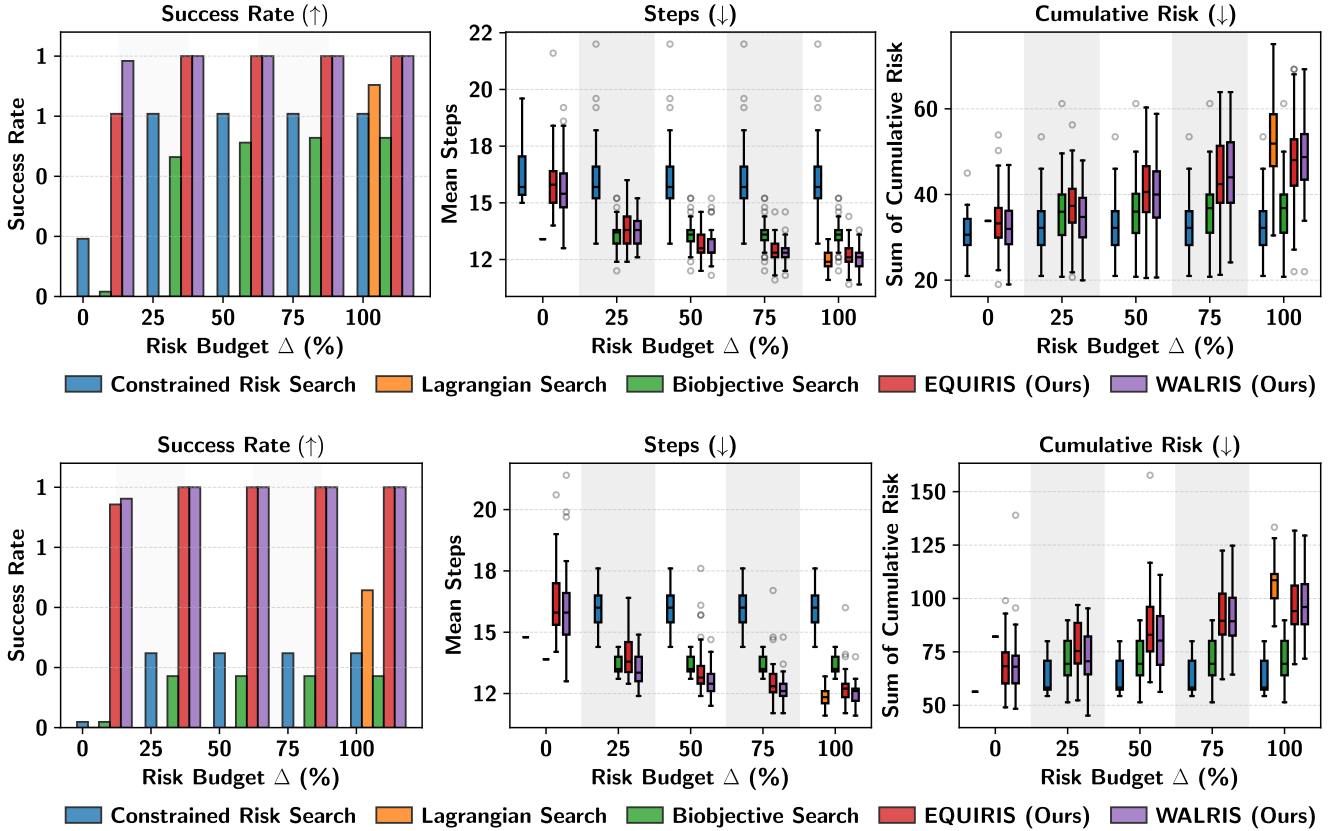 Success Rate (↑)
Steps (↓)
Cumulative Risk (↓)
Success Rate
1
1
0
0
0
0
25
50
75
100
Risk Budget Δ (%)
Mean Steps
22
20
18
15
12
0
25
50
75
100
Risk Budget Δ (%)
Sum of Cumulative Risk
60
40
20
0
25
50
75
100
Risk Budget Δ (%)
Constrained Risk Search
Lagrangian Search
Biobjective Search
EQUIRIS (Ours)
WALRIS (Ours)
Success Rate (↑)
Steps (↓)
Cumulative Risk (↓)
Success Rate
1
1
0
0
0
0
25
50
75
100
Risk Budget Δ (%)
Mean Steps
20
18
15
12
0
25
50
75
100
Risk Budget Δ (%)
Sum of Cumulative Risk
150
125
100
75
50
0
25
50
75
100
Risk Budget Δ (%)
Constrained Risk Search
Lagrangian Search
Biobjective Search
EQUIRIS (Ours)
WALRIS (Ours)